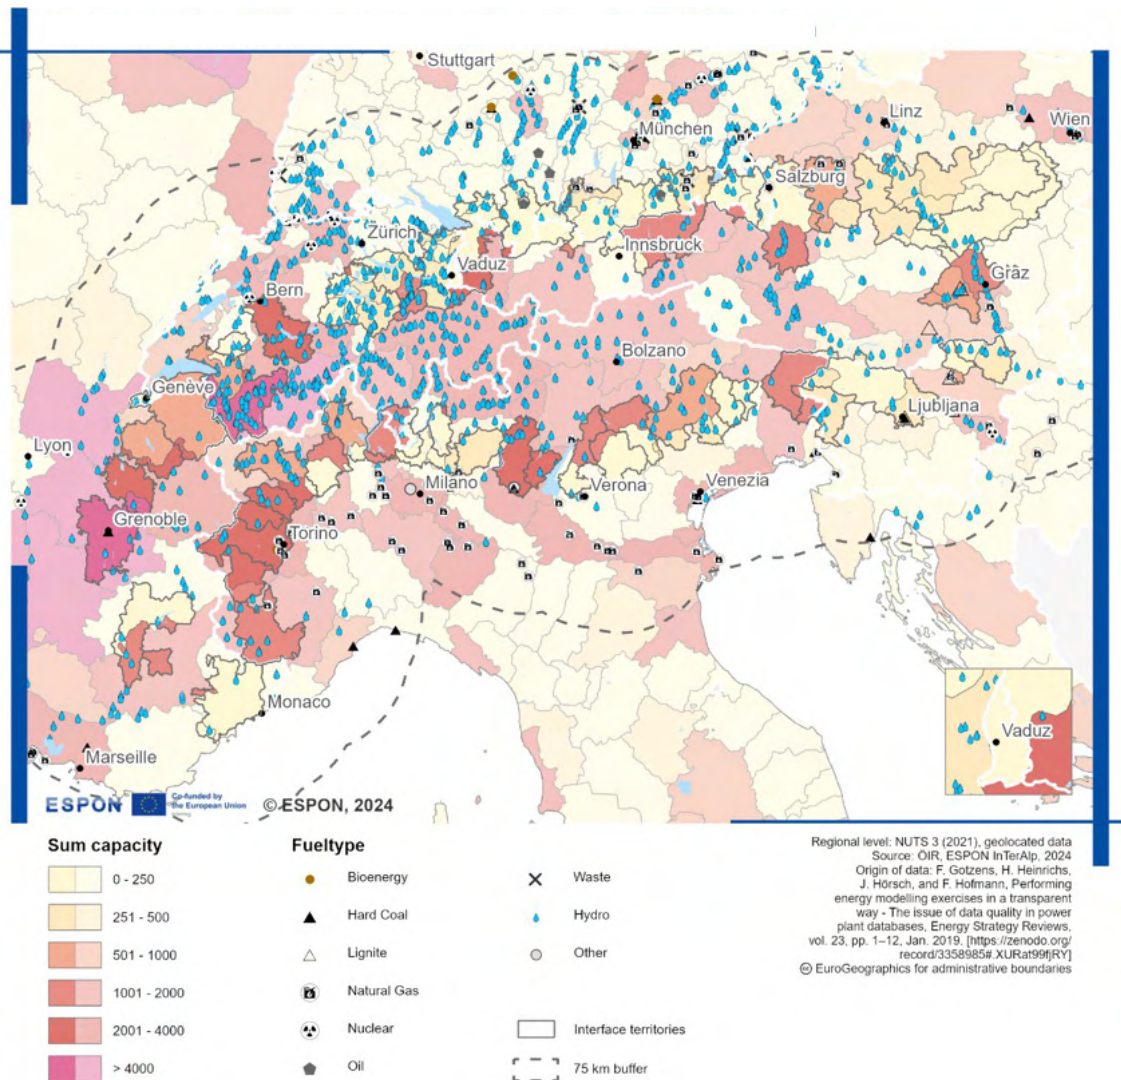 Stuttgart
Linz
Wien
München
Salzburg
Zürich
Innsbruck
Vaduz
Graz
Bern
Bolzano
Genève
Ljubljana
Lyon
Milano
Verona
Venezia
Grenoble
Torino
Monaco
Vaduz
Marseille
ESPON
Co-funded by
the European Union
© ESPON, 2024
Sum capacity
0 - 250
251 - 500
501 - 1000
1001 - 2000
2001 - 4000
> 4000
Fueltype
Bioenergy
Hard Coal
Lignite
Natural Gas
Nuclear
Oil
Waste
Hydro
Other
Interface territories
75 km buffer
Regional level: NUTS 3 (2021), geolocated data
Source: ÖIR, ESPON InTerAlp, 2024
Origin of data: F. Gotzens, H. Heinrichs,
J. Hörsch, and F. Hofmann, Performing
energy modelling exercises in a transparent
way - The issue of data quality in power
plant databases, Energy Strategy Reviews,
vol. 23, pp. 1–12, Jan. 2019. [https://zenodo.org/
record/3358985#.XURat99fjRY]
© EuroGeographics for administrative boundaries